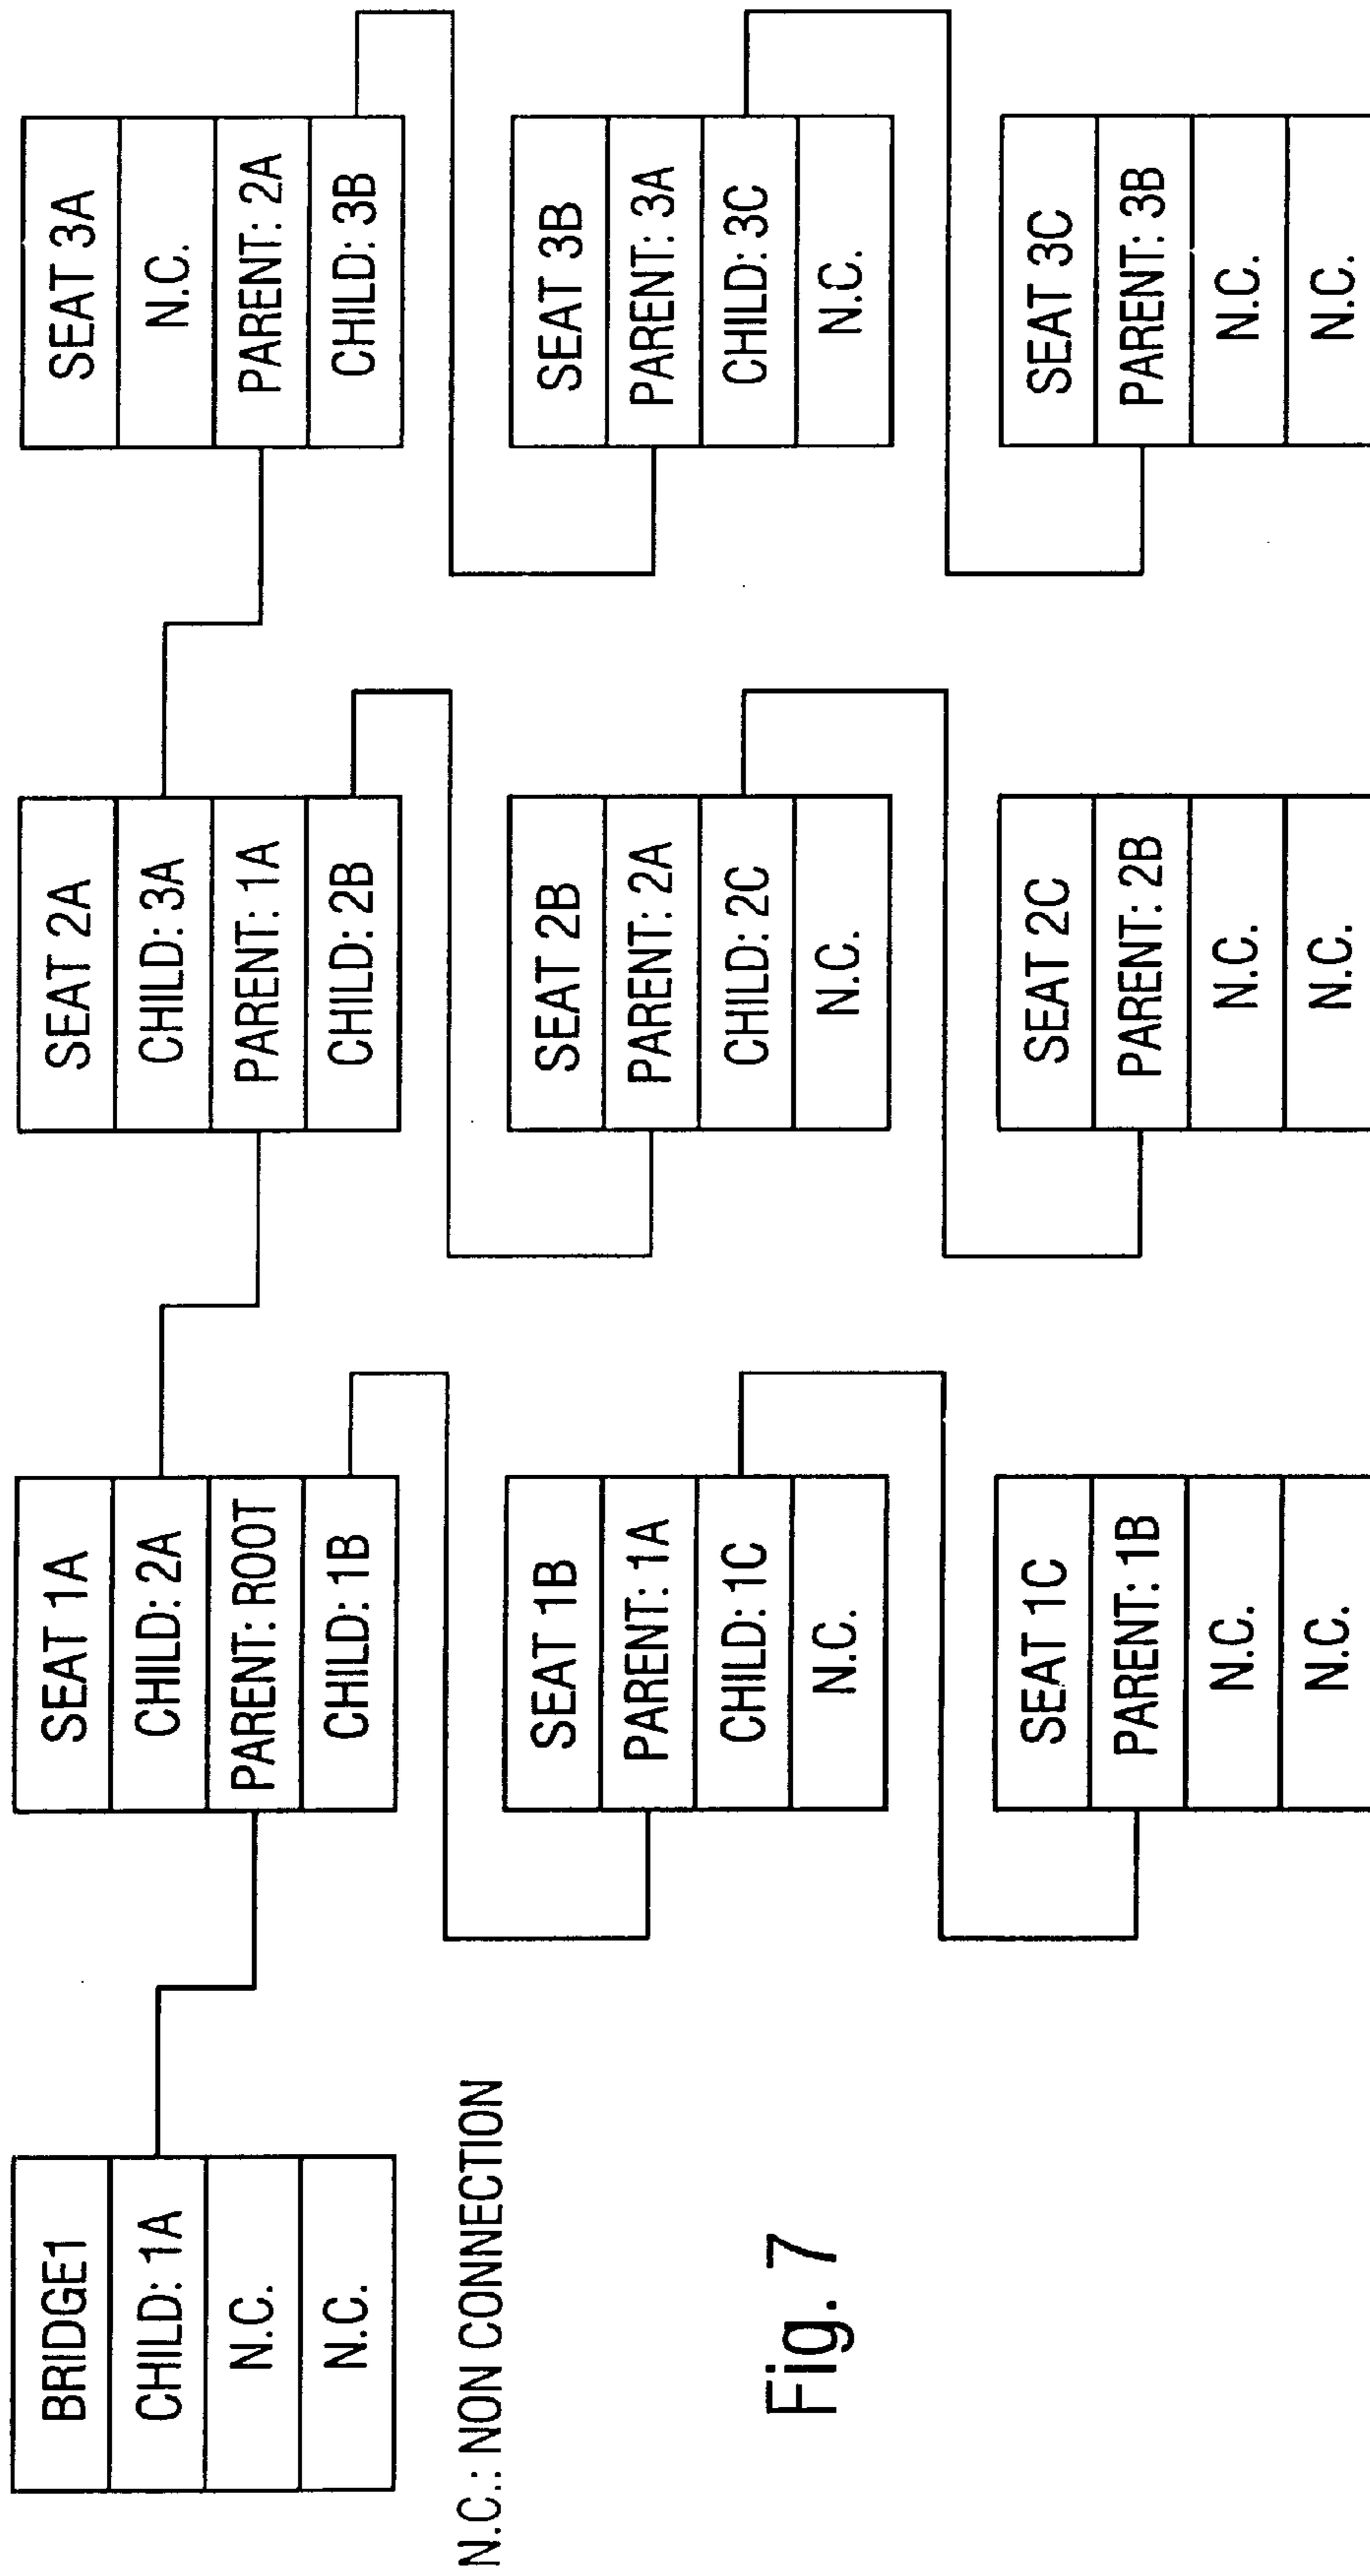 BRIDGE1
CHILD: 1A
N.C.
N.C.
SEAT 1A
CHILD: 2A
PARENT: ROOT
CHILD: 1B
SEAT 2A
CHILD: 3A
PARENT: 1A
CHILD: 2B
SEAT 3A
N.C.
PARENT: 2A
CHILD: 3B
N.C.: NON CONNECTION
SEAT 1B
PARENT: 1A
CHILD: 1C
N.C.
SEAT 2B
PARENT: 2A
CHILD: 2C
N.C.
SEAT 3B
PARENT: 3A
CHILD: 3C
N.C.
Fig. 7
SEAT 1C
PARENT: 1B
N.C.
N.C.
SEAT 2C
PARENT: 2B
N.C.
N.C.
SEAT 3C
PARENT: 3B
N.C.
N.C.